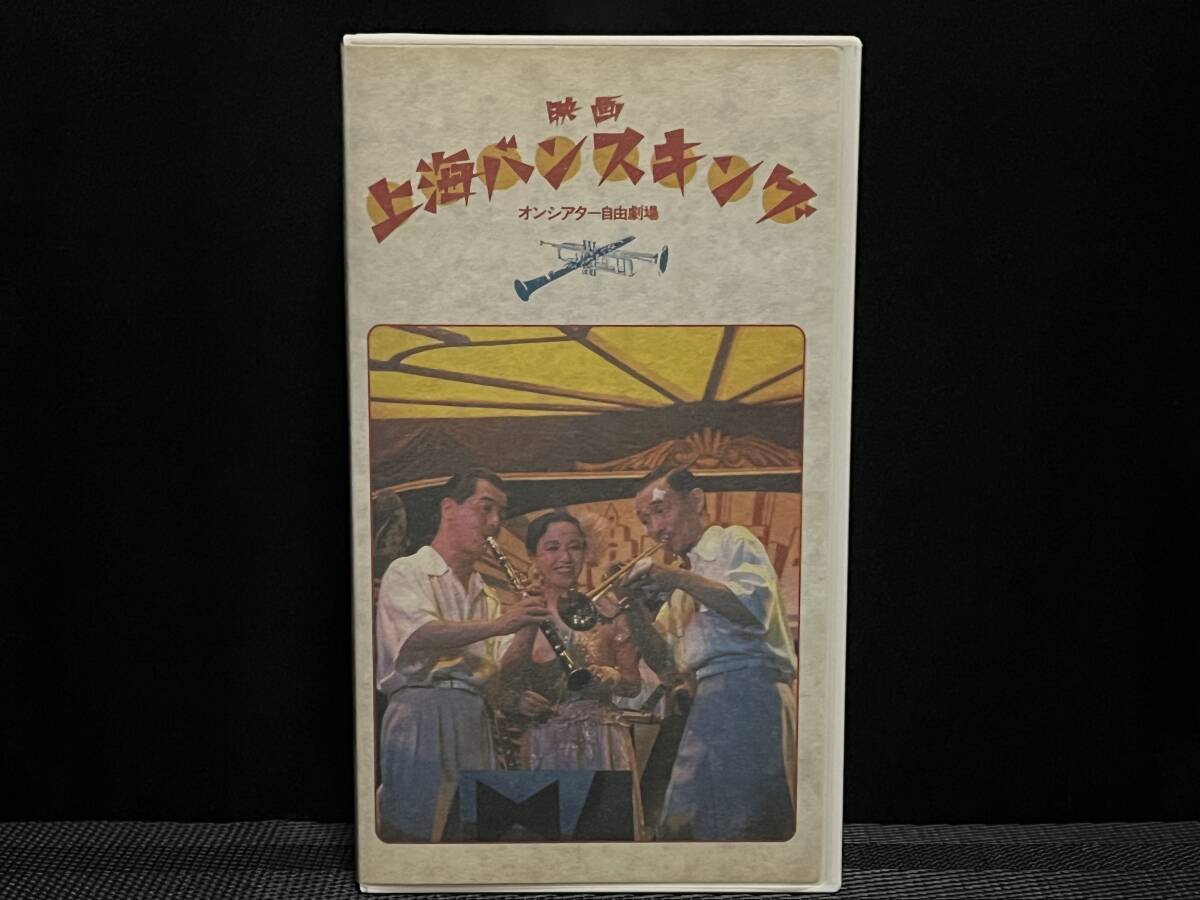 映画
上海バンスキング
オンシアター自由劇場